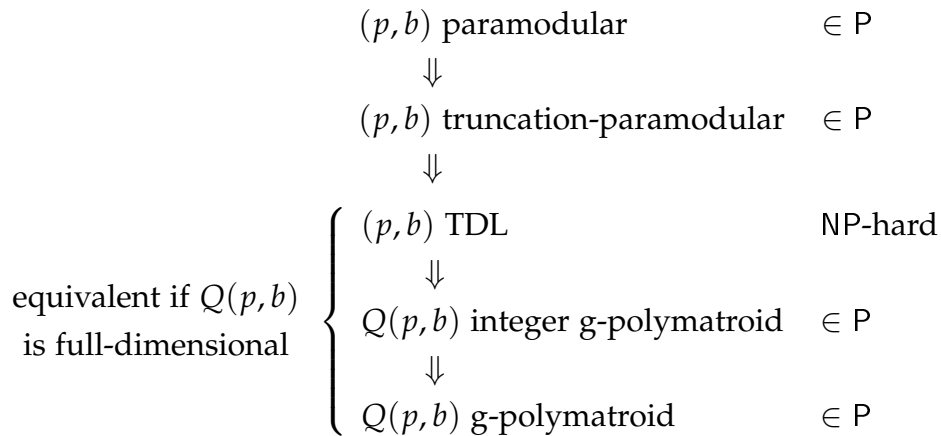 (p, b) paramodular ∈ P
⇓
(p, b) truncation-paramodular ∈ P
⇓
(p, b) TDL NP-hard
⇓
equivalent if Q(p, b)
is full-dimensional
Q(p, b) integer g-polymatroid ∈ P
⇓
Q(p, b) g-polymatroid ∈ P